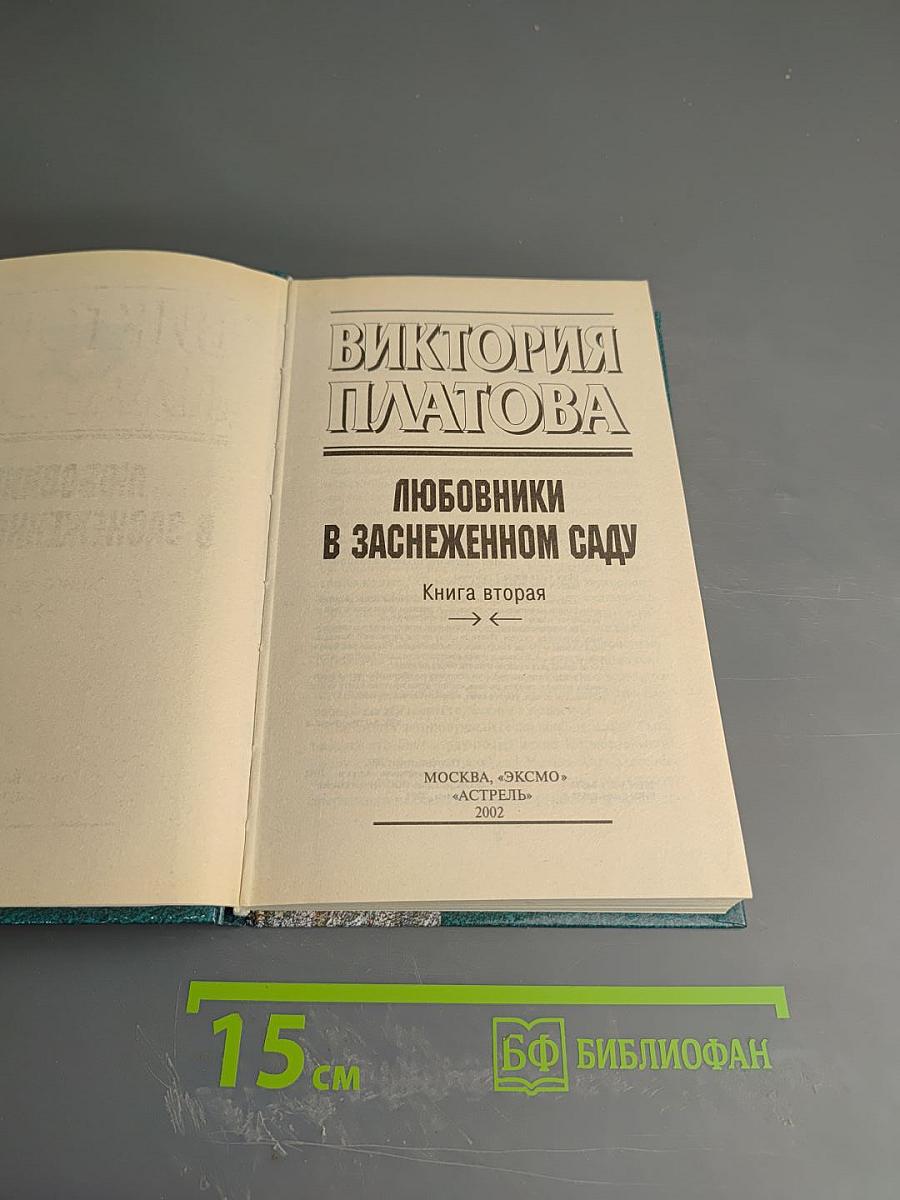 ВИКТОРИЯ
ПЛАТОВА
ЛЮБОВНИКИ
В ЗАСНЕЖЕННОМ САДУ
Книга вторая
МОСКВА, «ЭКСМО»
«АСТРЕЛЬ»
2002
15 см
БФ БИБЛИОФАН